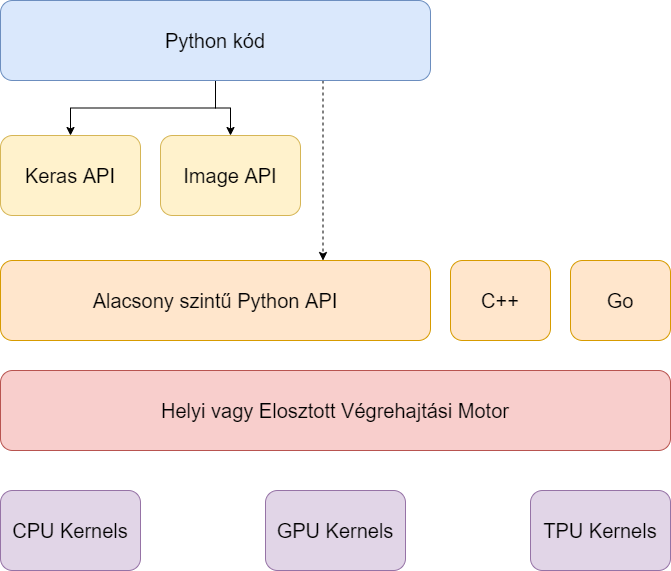 Python kód
Keras API
Image API
Alacsony szintű Python API
C++
Go
Helyi vagy Elosztott Végrehajtási Motor
CPU Kernels
GPU Kernels
TPU Kernels